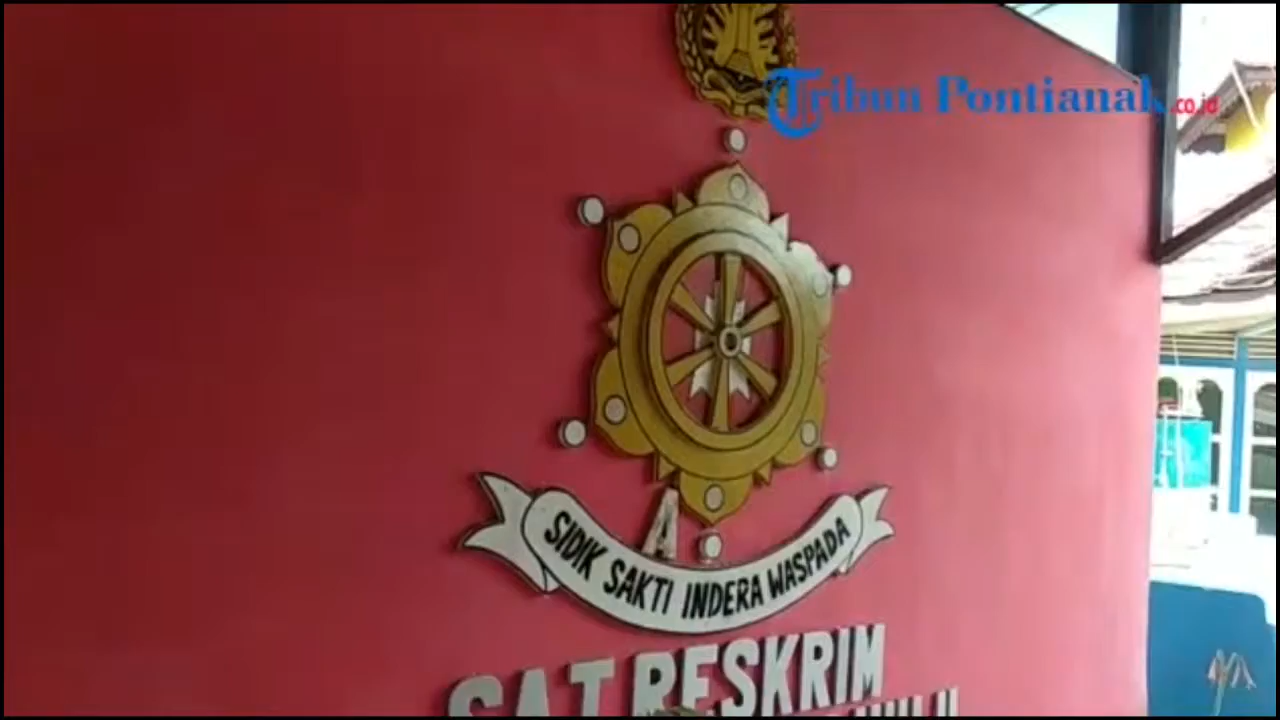 Tribun Pontianak.co.id
A
SIDIK SAKTI INDERA WASPADA
SAT RESKRIM